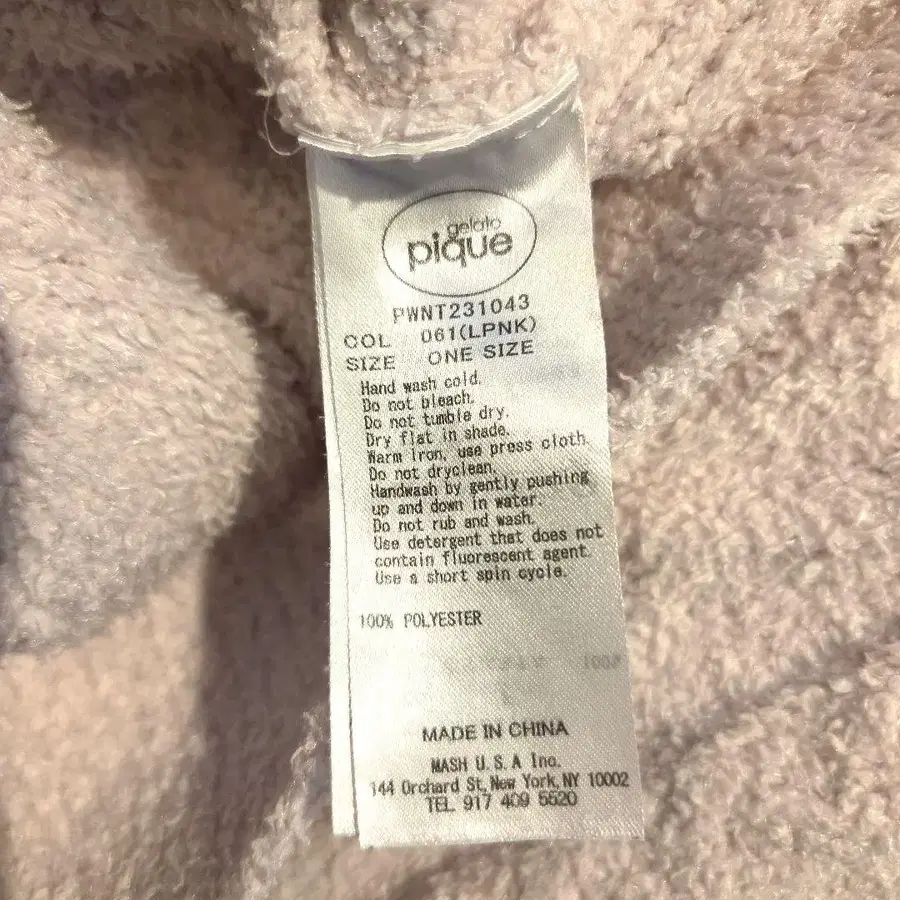 gelato
pique
PWNT231043
COL 061(LPNK)
SIZE ONE SIZE
Hand wash cold.
Do not bleach.
Do not tumble dry.
Dry flat in shade.
Warm iron, use press cloth.
Do not dryclean.
Handwash by gently pushing
up and down in water.
Do not rub and wash.
Use detergent that does not
contain fluorescent agent.
Use a short spin cycle.
100% POLYESTER
MADE IN CHINA
MASH U.S.A Inc.
144 Orchard St, New York, NY 10002
TEL 917 409 5520